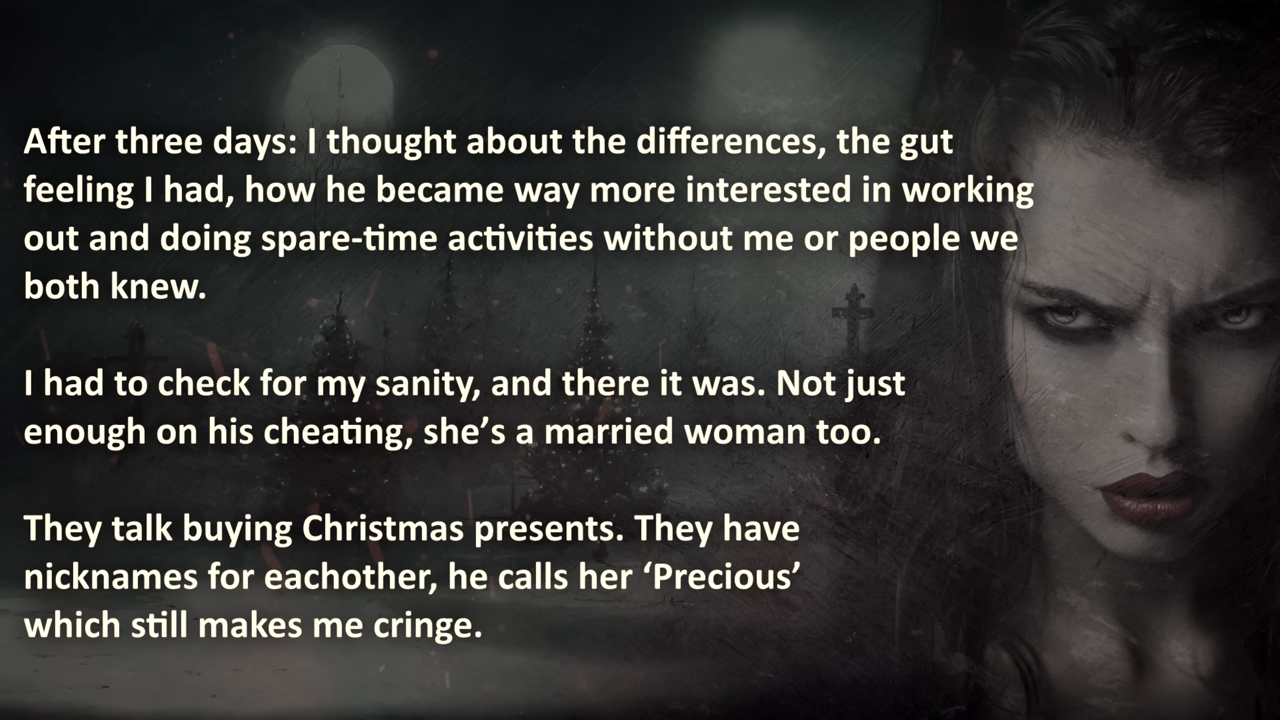 After three days: I thought about the differences, the gut
feeling I had, how he became way more interested in working
out and doing spare-time activities without me or people we
both knew.
I had to check for my sanity, and there it was. Not just
enough on his cheating, she’s a married woman too.
They talk buying Christmas presents. They have
nicknames for eachother, he calls her ‘Precious’
which still makes me cringe.